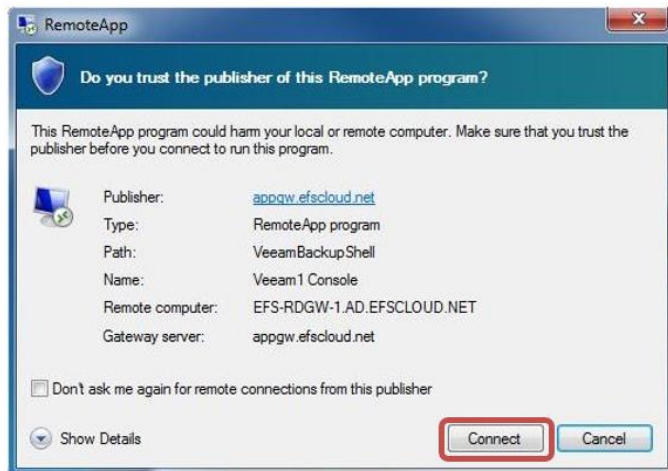 RemoteApp
Do you trust the publisher of this RemoteApp program?
This RemoteApp program could harm your local or remote computer. Make sure that you trust the
publisher before you connect to run this program.
Publisher: appgw.efscloud.net
Type: RemoteApp program
Path: VeeamBackupShell
Name: Veeam1 Console
Remote computer: EFS-RDGW-1.AD.EFSCLOUD.NET
Gateway server: appgw.efscloud.net
Don't ask me again for remote connections from this publisher
Show Details Connect Cancel